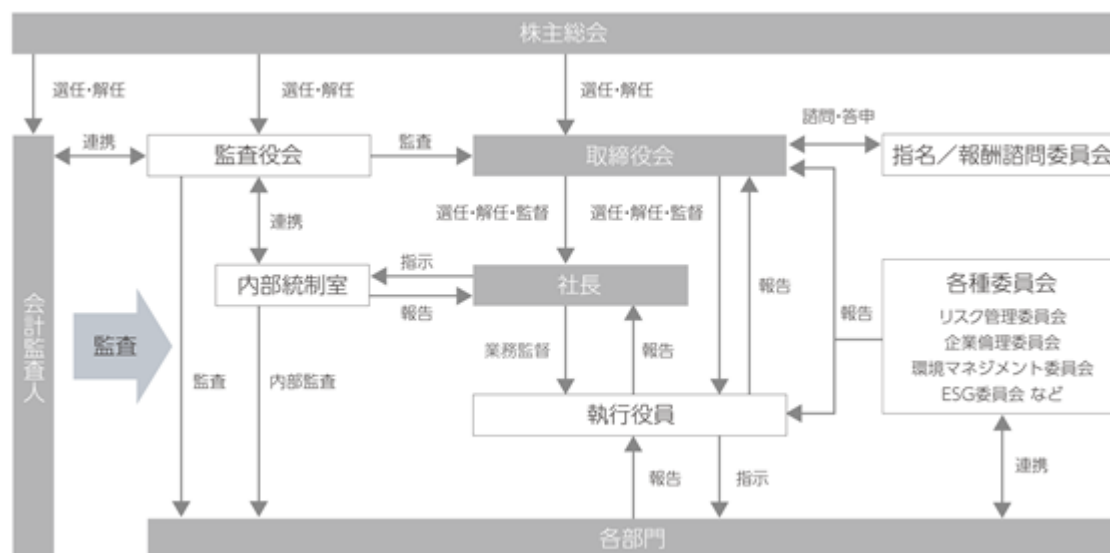 株主総会
選任・解任
選任・解任
選任・解任
諮問・答申
連携
監査役会
監査
取締役会
指名／報酬諮問委員会
選任・解任・監督
選任・解任・監督
連携
指示
内部統制室
社長
報告
報告
報告
各種委員会
リスク管理委員会
企業倫理委員会
環境マネジメント委員会
ESG委員会 など
会計監査人
監査
業務監督
報告
監査
内部監査
執行役員
報告
指示
連携
各部門